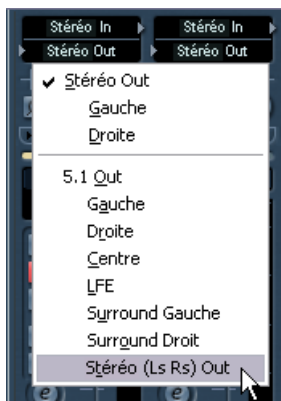 Stéréo In Stéréo In
Stéréo Out Stéréo Out
Stéréo Out
Gauche
Droite
5.1 Out
Gauche
Droite
Centre
LFE
Surround Gauche
Surround Droit
Stéréo (Ls Rs) Out
e e